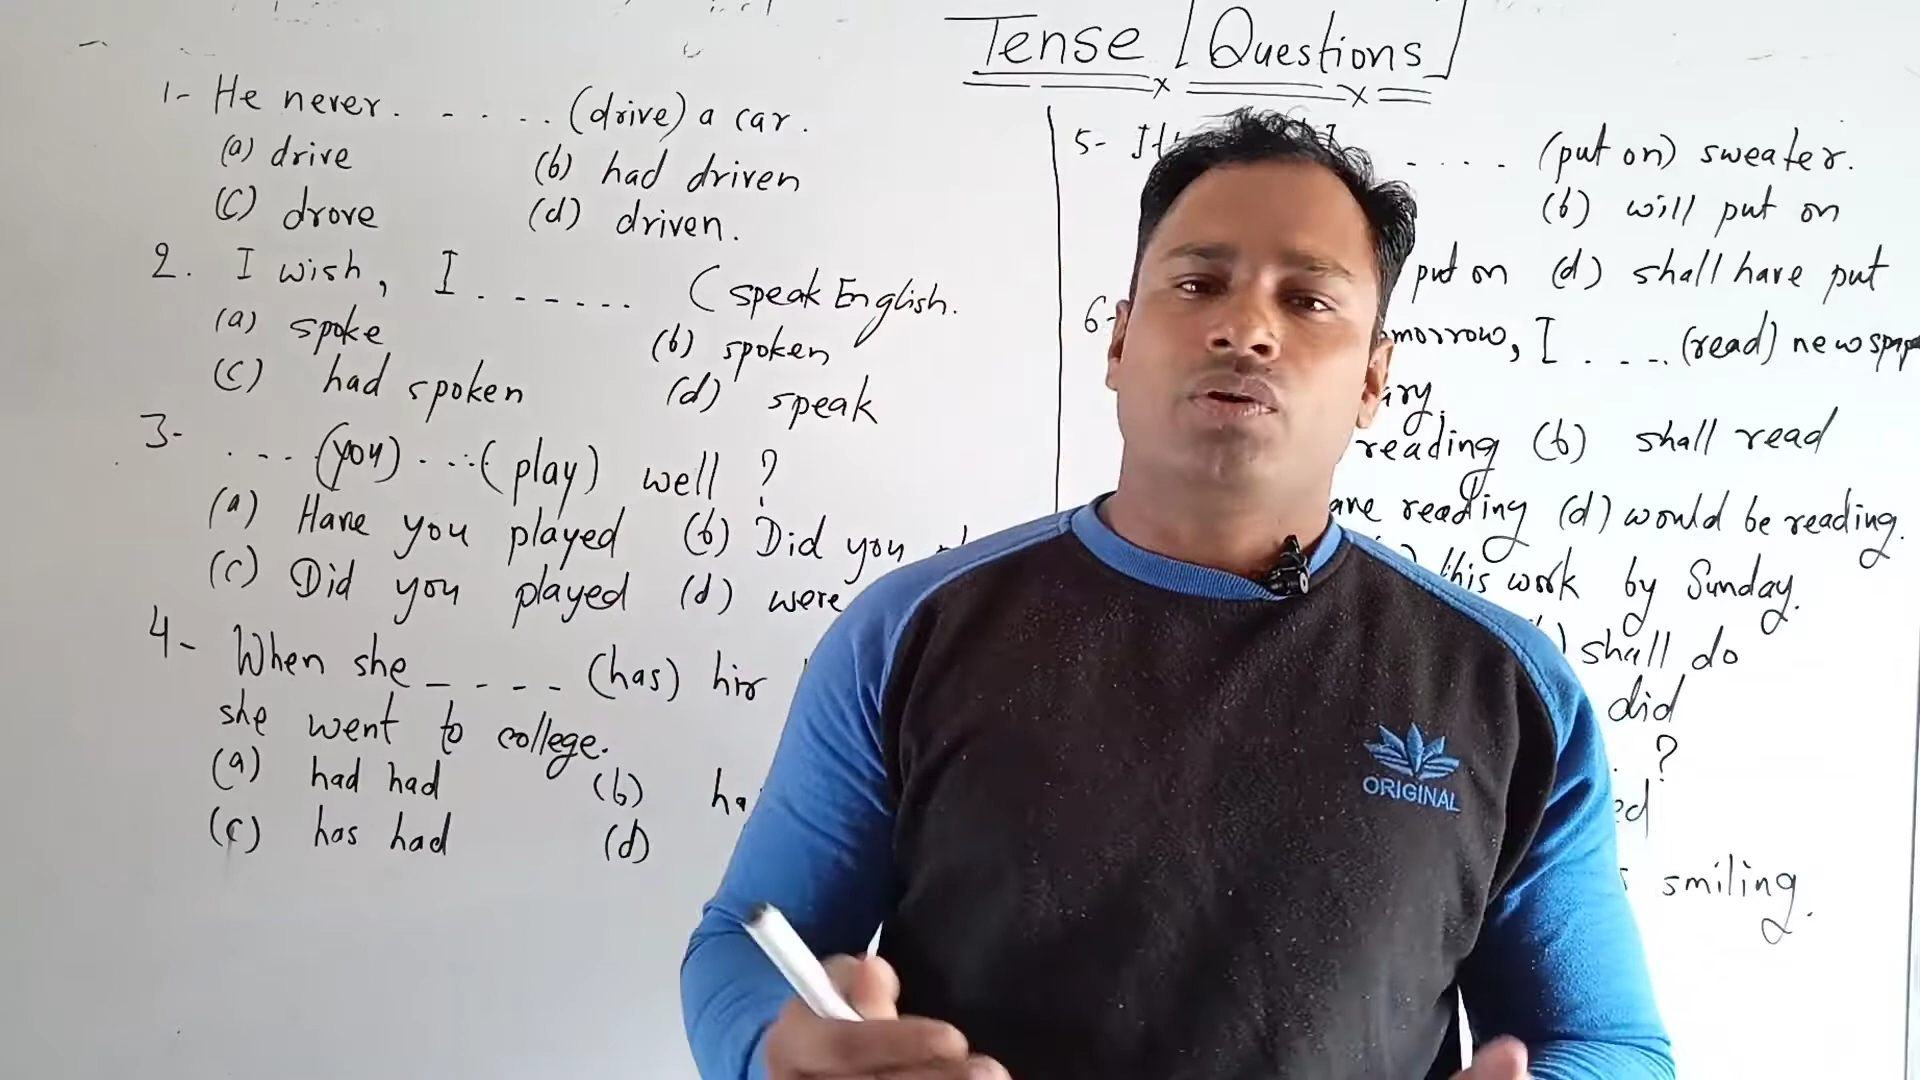 Tense [Questions]
1- He never. - . . .. (drive) a car.
(a) drive (b) had driven
(c) drove (d) driven.
2. I wish, I. - - - - .. (speak English.
(a) spoke (b) spoken
(c) had spoken (d) speak
3- . - - . (you) . . .. (play) well ?
(a) Have you played (b) Did you
(c) Did you played (d) were
4- When she _ - - - - (has) hir
she went to college.
(a) had had (b)
(c) has had (d)
5- . . . . (put on) sweater.
(b) will put on
put on (d) shall have put
6- I . - - .. (read)
reading (b) shall read
reading (d) would be reading.
this work by Sunday.
shall do
did
?
smiling.
ORIGINAL